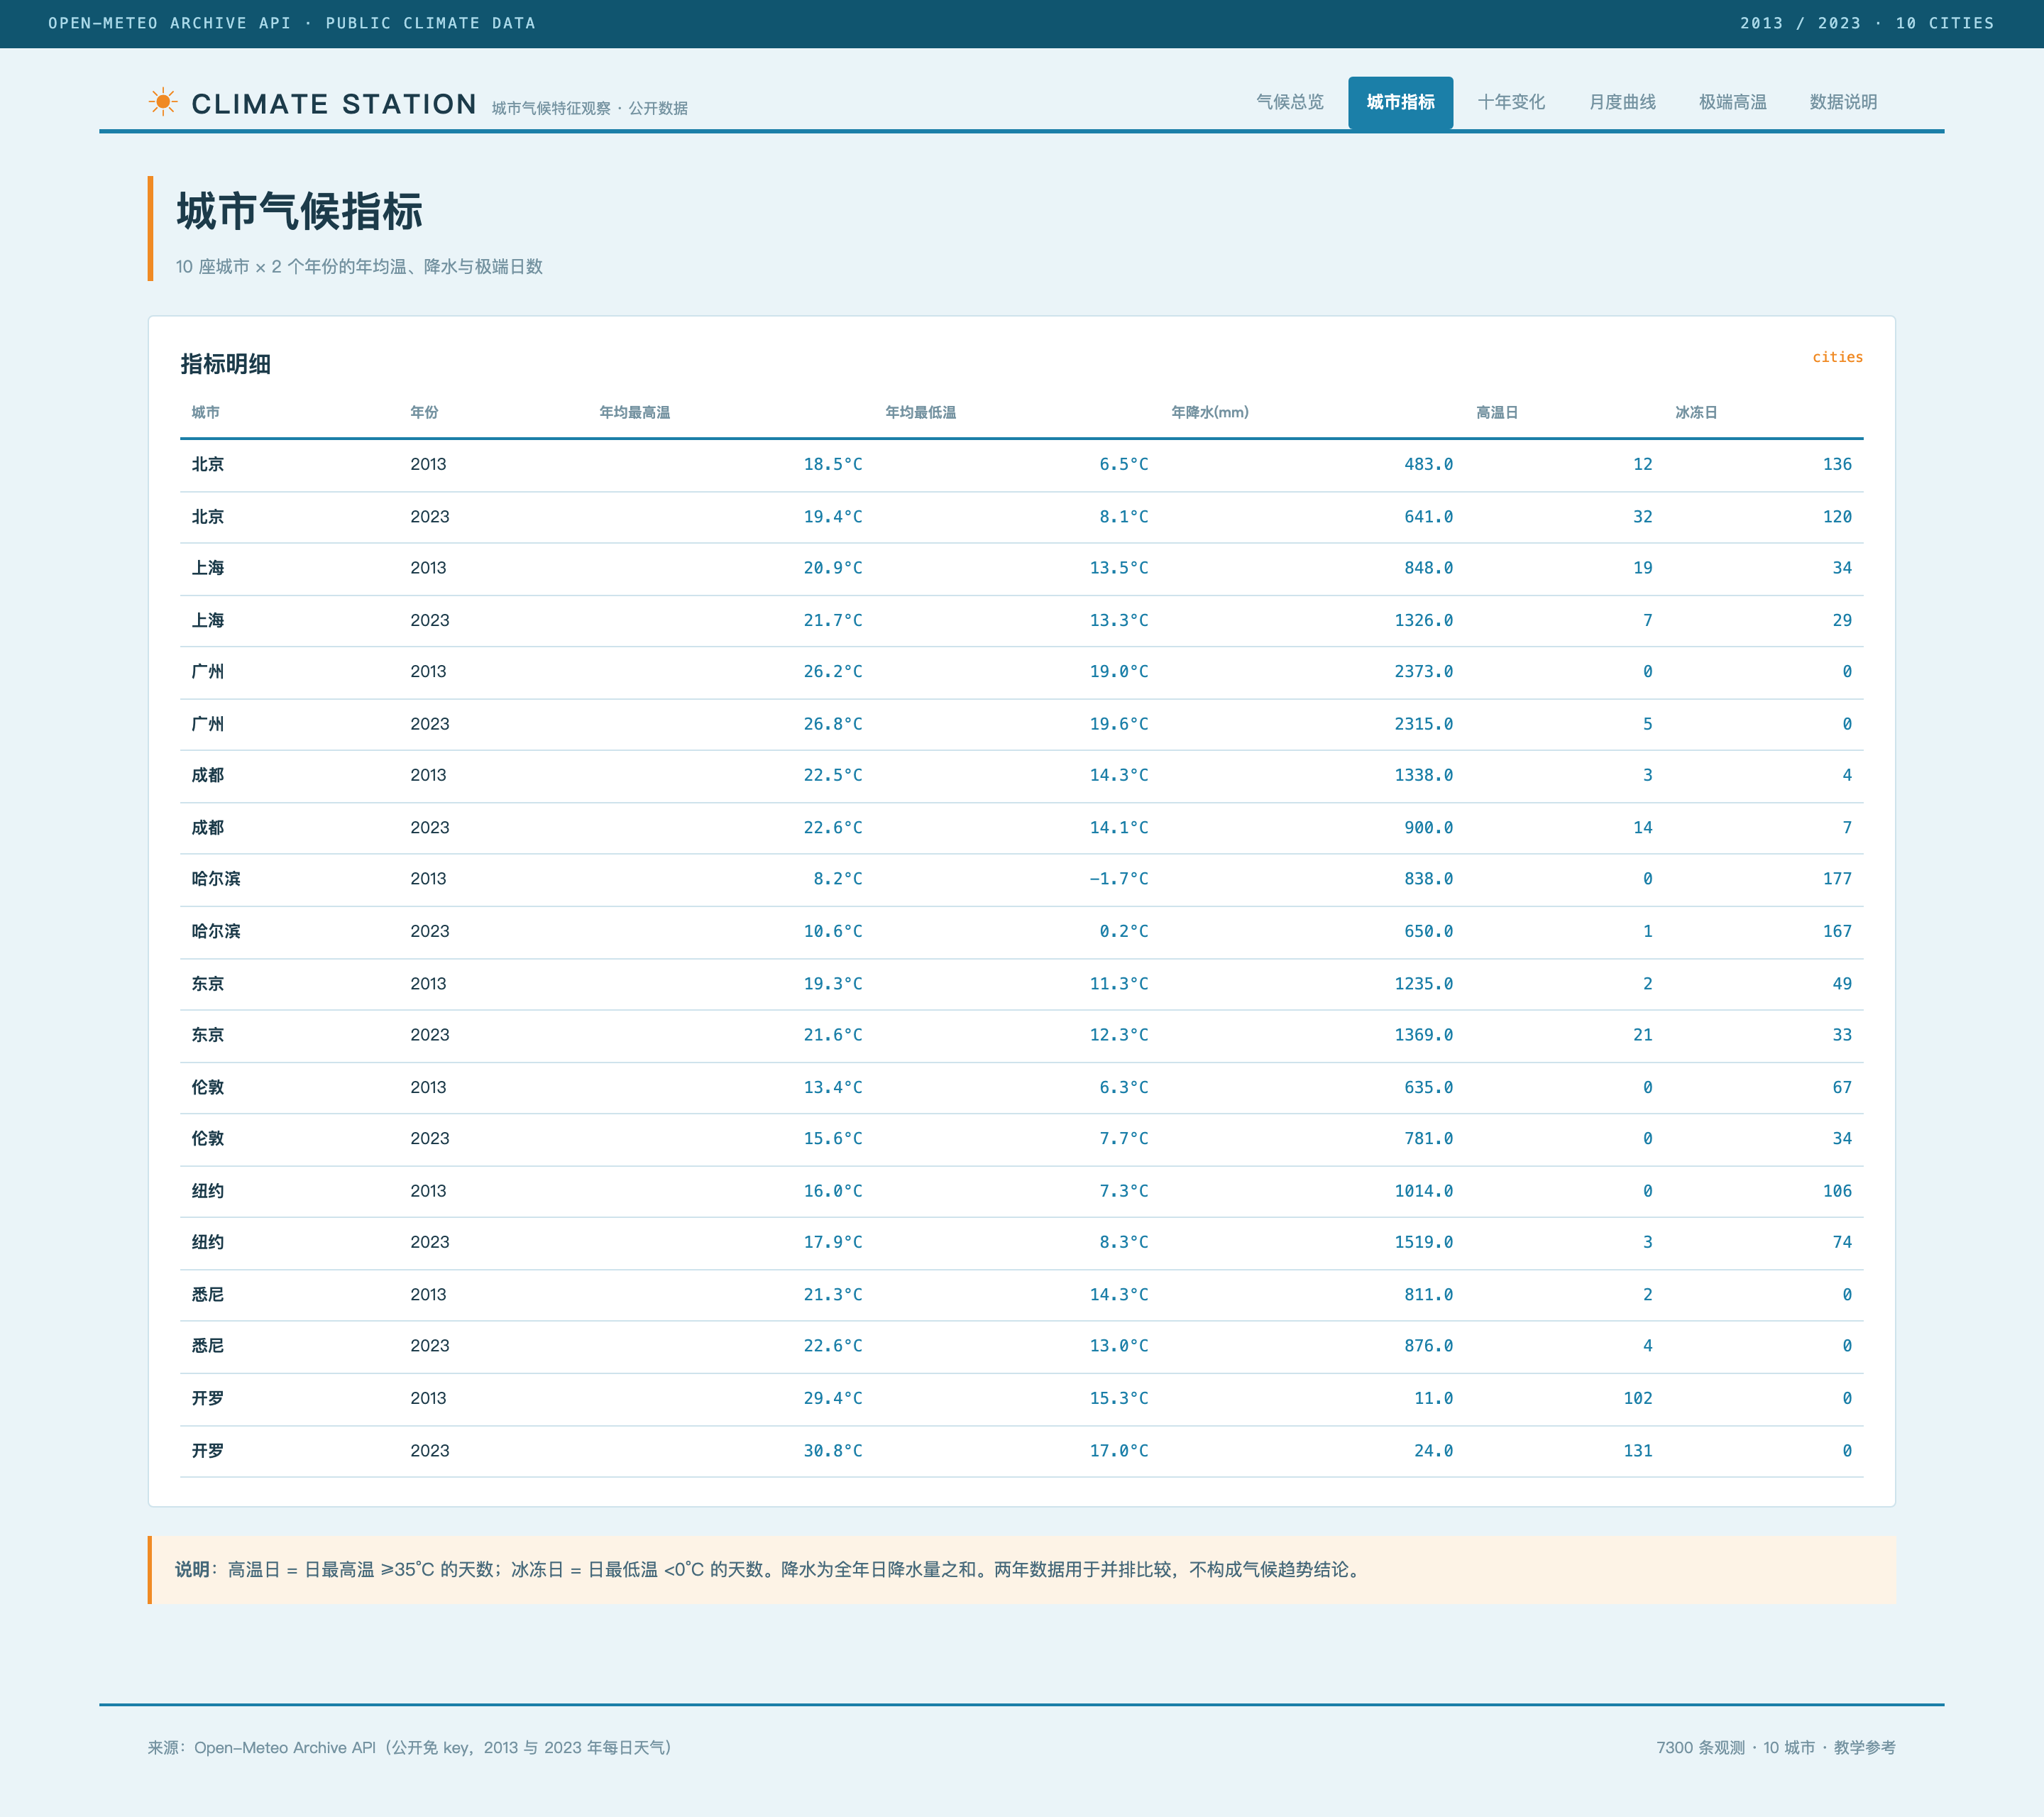 OPEN-METEO ARCHIVE API · PUBLIC CLIMATE DATA
2013 / 2023 · 10 CITIES
CLIMATE STATION 城市气候特征观察 · 公开数据
气候总览 城市指标 十年变化 月度曲线 极端高温 数据说明
城市气候指标
10 座城市 × 2 个年份的年均温、降水与极端日数
指标明细
cities
城市 年份 年均最高温 年均最低温 年降水(mm) 高温日 冰冻日
北京 2013 18.5°C 6.5°C 483.0 12 136
北京 2023 19.4°C 8.1°C 641.0 32 120
上海 2013 20.9°C 13.5°C 848.0 19 34
上海 2023 21.7°C 13.3°C 1326.0 7 29
广州 2013 26.2°C 19.0°C 2373.0 0 0
广州 2023 26.8°C 19.6°C 2315.0 5 0
成都 2013 22.5°C 14.3°C 1338.0 3 4
成都 2023 22.6°C 14.1°C 900.0 14 7
哈尔滨 2013 8.2°C -1.7°C 838.0 0 177
哈尔滨 2023 10.6°C 0.2°C 650.0 1 167
东京 2013 19.3°C 11.3°C 1235.0 2 49
东京 2023 21.6°C 12.3°C 1369.0 21 33
伦敦 2013 13.4°C 6.3°C 635.0 0 67
伦敦 2023 15.6°C 7.7°C 781.0 0 34
纽约 2013 16.0°C 7.3°C 1014.0 0 106
纽约 2023 17.9°C 8.3°C 1519.0 3 74
悉尼 2013 21.3°C 14.3°C 811.0 2 0
悉尼 2023 22.6°C 13.0°C 876.0 4 0
开罗 2013 29.4°C 15.3°C 11.0 102 0
开罗 2023 30.8°C 17.0°C 24.0 131 0
说明：高温日 = 日最高温 ≥35°C 的天数；冰冻日 = 日最低温 <0°C 的天数。降水为全年日降水量之和。两年数据用于并排比较，不构成气候趋势结论。
来源：Open-Meteo Archive API（公开免 key，2013 与 2023 年每日天气）
7300 条观测 · 10 城市 · 教学参考